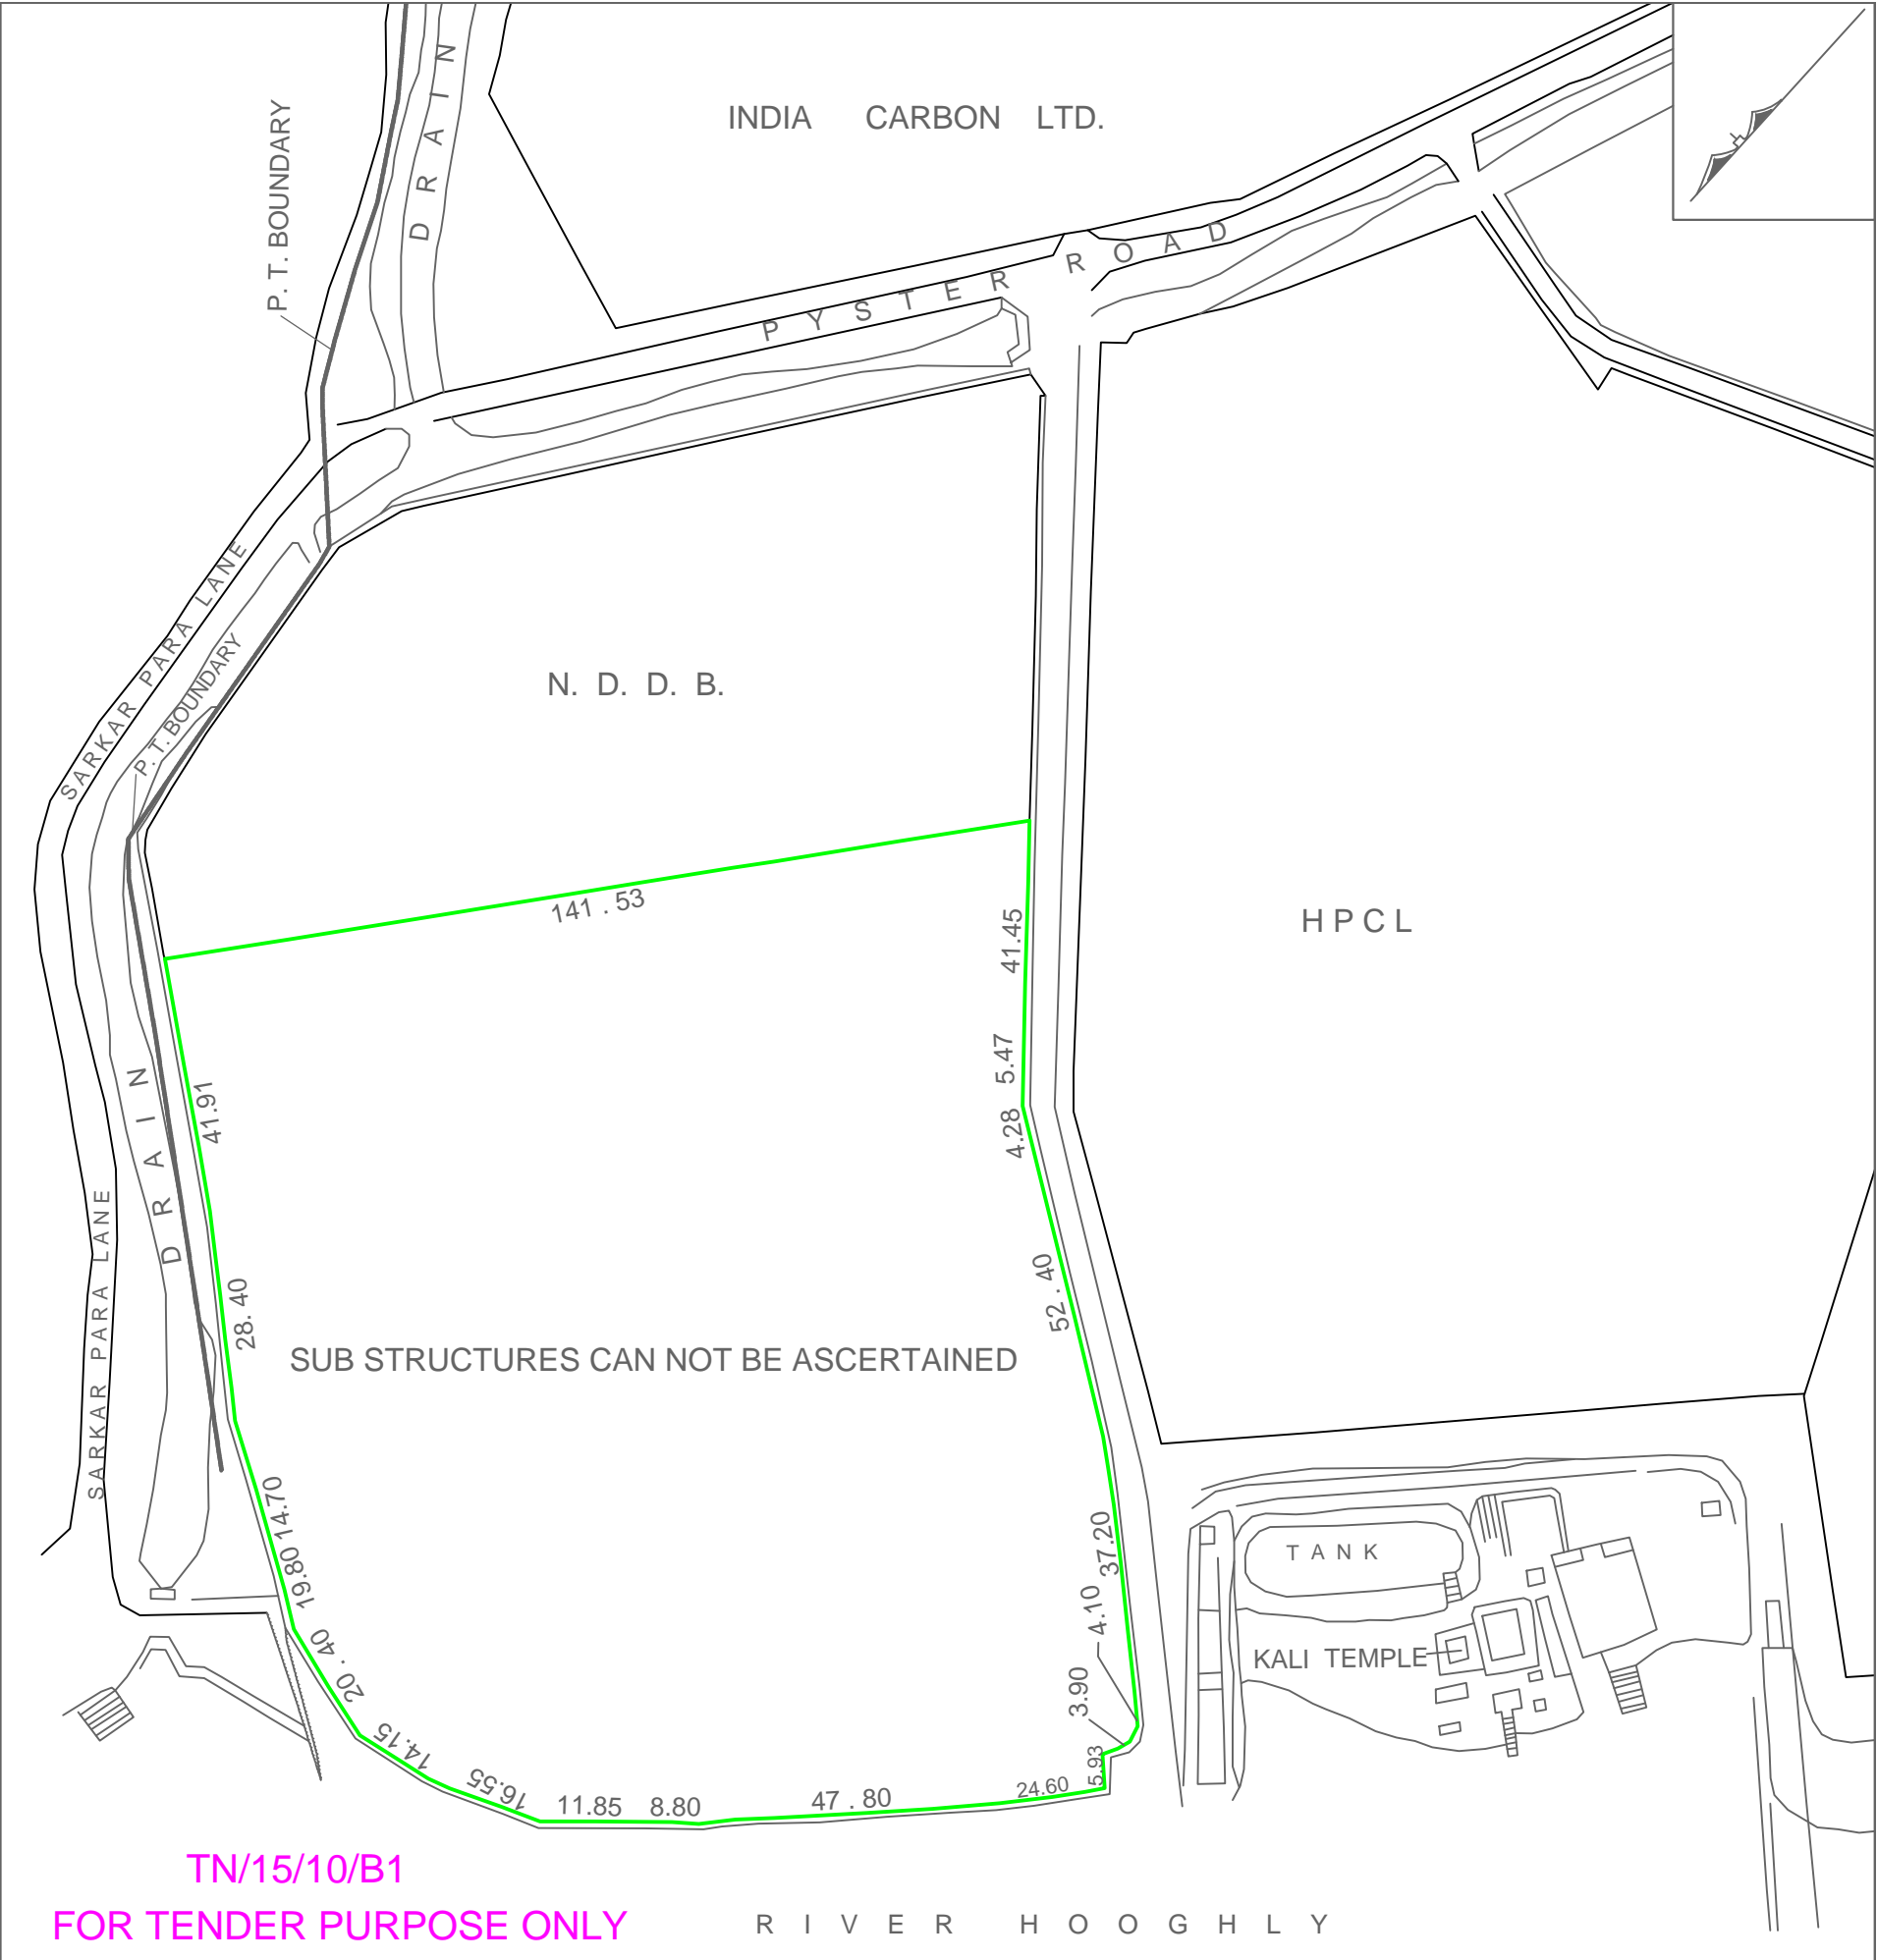 INDIA CARBON LTD.
P. T. BOUNDARY
DRAIN
PYSTER ROAD
SARKAR PARA LANE
P. T. BOUNDARY
N. D. D. B.
HPCL
141 . 53
41.45
5.47
4.28
52 . 40
37.20
4.10
3.90
5.93
24.60
47 . 80
8.80
11.85
16.55
14.15
20 . 40
19.80
14.70
28. 40
41.91
DRAIN
SARKAR PARA LANE
SUB STRUCTURES CAN NOT BE ASCERTAINED
TANK
KALI TEMPLE
TN/15/10/B1
FOR TENDER PURPOSE ONLY
RIVER HOOGHLY